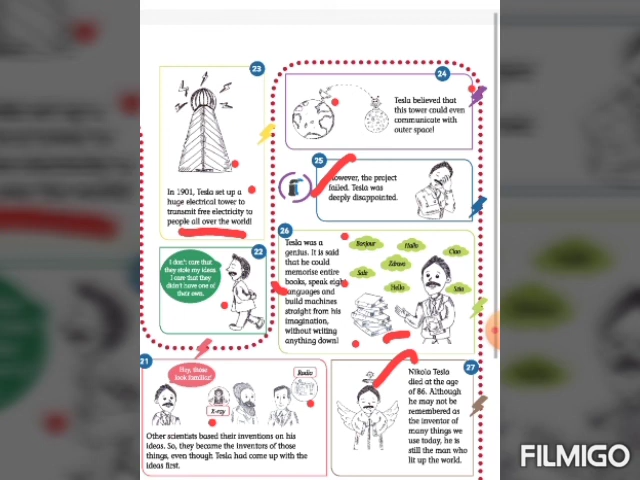 23
In 1901, Tesla set up a
huge electrical tower to
transmit free electricity to
people all over the world!
24
Tesla believed that
this tower could even
communicate with
outer space!
25
However, the project
failed. Tesla was
deeply disappointed.
22
I don't care that
they stole my ideas.
I care that they
didn't have one of
their own.
26
Tesla was a
genius. It is said
that he could
memorise entire
books, speak eight
languages and
build machines
straight from his
imagination,
without writing
anything down!
Bonjour
Hallo
Ciao
Zdravo
Hello
21
Hey, those
look familiar!
X-ray
Radio
Other scientists based their inventions on his
ideas. So, they became the inventors of those
things, even though Tesla had come up with the
ideas first.
27
Nikola Tesla
died at the age
of 86. Although
he may not be
remembered as
the inventor of
many things we
use today, he is
still the man who
lit up the world.
FILMIGO